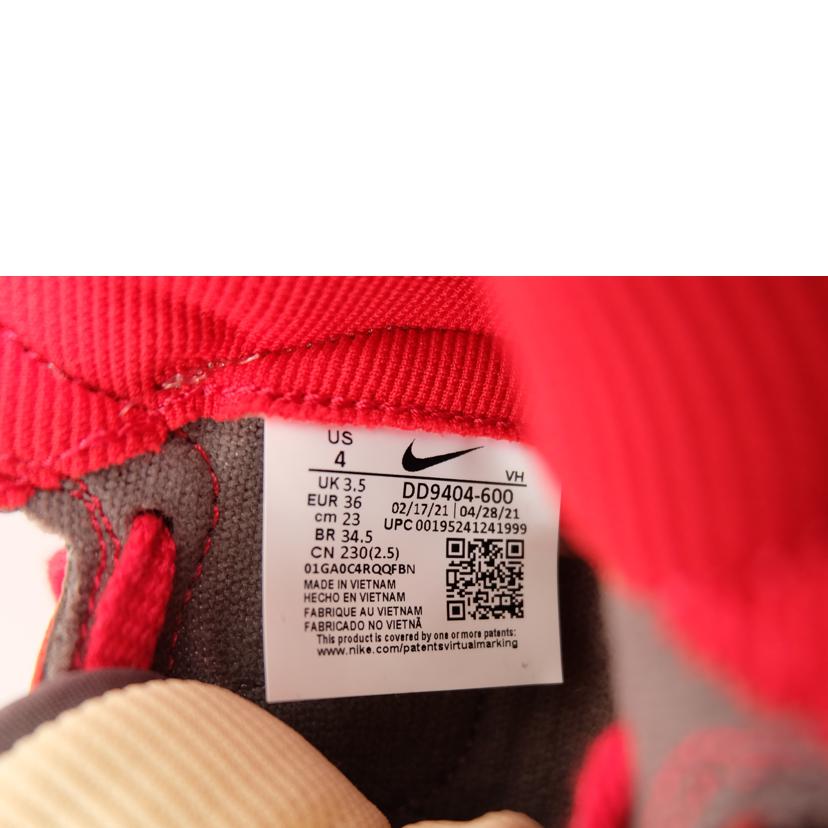 US
4
VH
UK 3.5
EUR 36
cm 23
BR 34.5
CN 230(2.5)
DD9404-600
02/17/21 | 04/28/21
UPC 00195241241999
01GA0C4RQQFBN
MADE IN VIETNAM
HECHO EN VIETNAM
FABRIQUE AU VIETNAM
FABRICADO NO VIETNÃ
This product is covered by one or more patents:
www.nike.com/patentsvirtualmarking